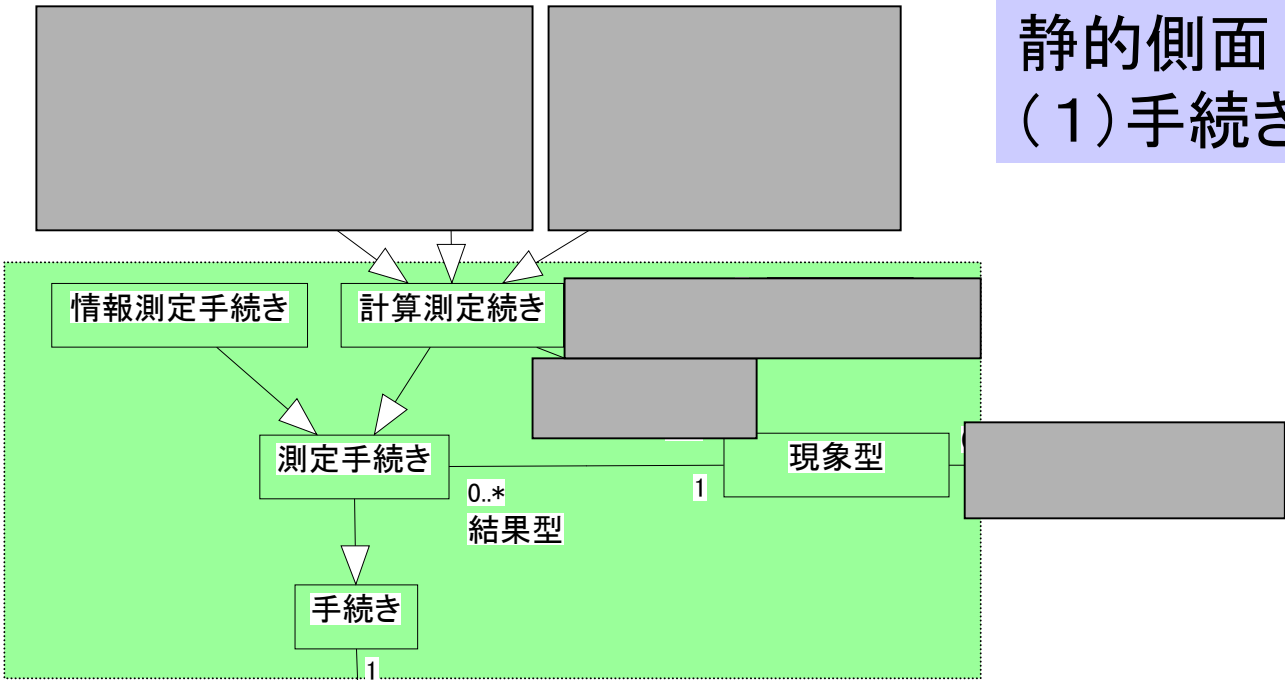 静的側面
（１）手続き
情報測定手続き
計算測定続き
測定手続き
現象型
0..*
1
結果型
手続き
1